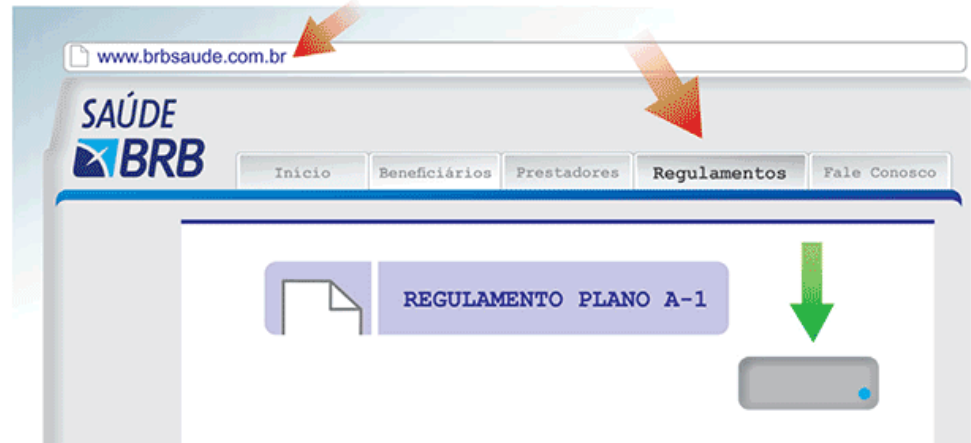 www.brbsaude.com.br
SAÚDE
BRB
Início Beneficiários Prestadores Regulamentos Fale Conosco
REGULAMENTO PLANO A-1